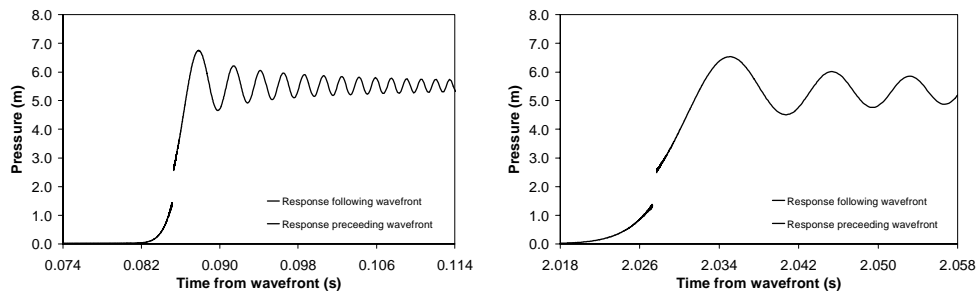 8.0
7.0
6.0
5.0
4.0
3.0
2.0
1.0
0.0
Pressure (m)
Response following wavefront
Response preceeding wavefront
0.074 0.082 0.090 0.098 0.106 0.114
Time from wavefront (s)
8.0
7.0
6.0
5.0
4.0
3.0
2.0
1.0
0.0
Pressure (m)
Response following wavefront
Response preceeding wavefront
2.018 2.026 2.034 2.042 2.050 2.058
Time from wavefront (s)